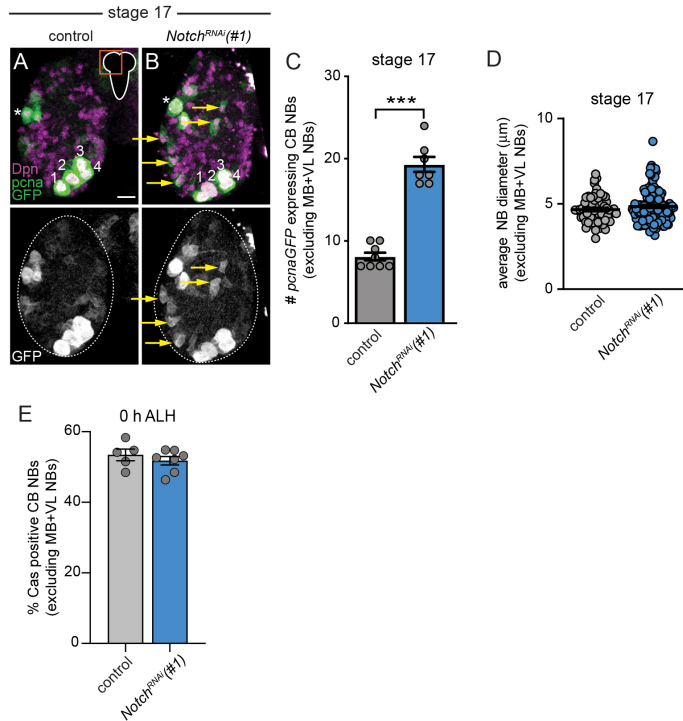 stage 17
control
Notch^RNAi(#1)
A
B
*
*
3
2
4
1
3
2
4
1
Dpn
pcna
GFP
GFP
C
stage 17
***
# pcnaGFP expressing CB NBs
(excluding MB+VL NBs)
30
20
10
0
control
Notch^RNAi(#1)
D
stage 17
average NB diameter (μm)
(excluding MB+VL NBs)
10
5
0
control
Notch^RNAi(#1)
E
0 h ALH
% Cas positive CB NBs
(excluding MB+VL NBs)
60
40
20
0
control
Notch^RNAi(#1)